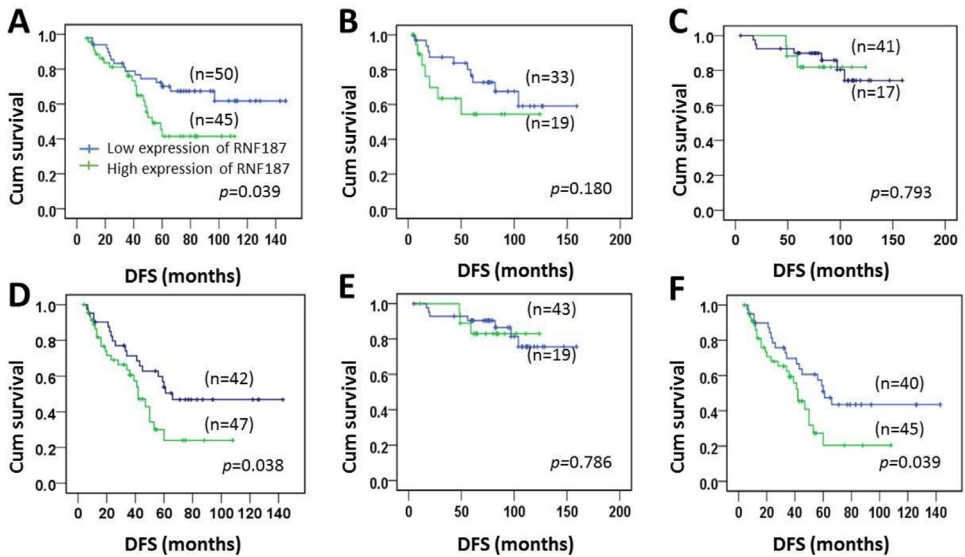 A
Cum survival
1.0
0.8
0.6
0.4
0.2
0.0
(n=50)
(n=45)
Low expression of RNF187
High expression of RNF187
p=0.039
0 20 40 60 80 100 120 140
DFS (months)
B
Cum survival
1.0
0.8
0.6
0.4
0.2
0.0
(n=33)
(n=19)
p=0.180
0 50 100 150 200
DFS (months)
C
Cum survival
1.0
0.8
0.6
0.4
0.2
0.0
(n=41)
(n=17)
p=0.793
0 50 100 150 200
DFS (months)
D
Cum survival
1.0
0.8
0.6
0.4
0.2
0.0
(n=42)
(n=47)
p=0.038
0 20 40 60 80 100 120 140
DFS (months)
E
Cum survival
1.0
0.8
0.6
0.4
0.2
0.0
(n=43)
(n=19)
p=0.786
0 50 100 150 200
DFS (months)
F
Cum survival
1.0
0.8
0.6
0.4
0.2
0.0
(n=40)
(n=45)
p=0.039
0 20 40 60 80 100 120 140
DFS (months)